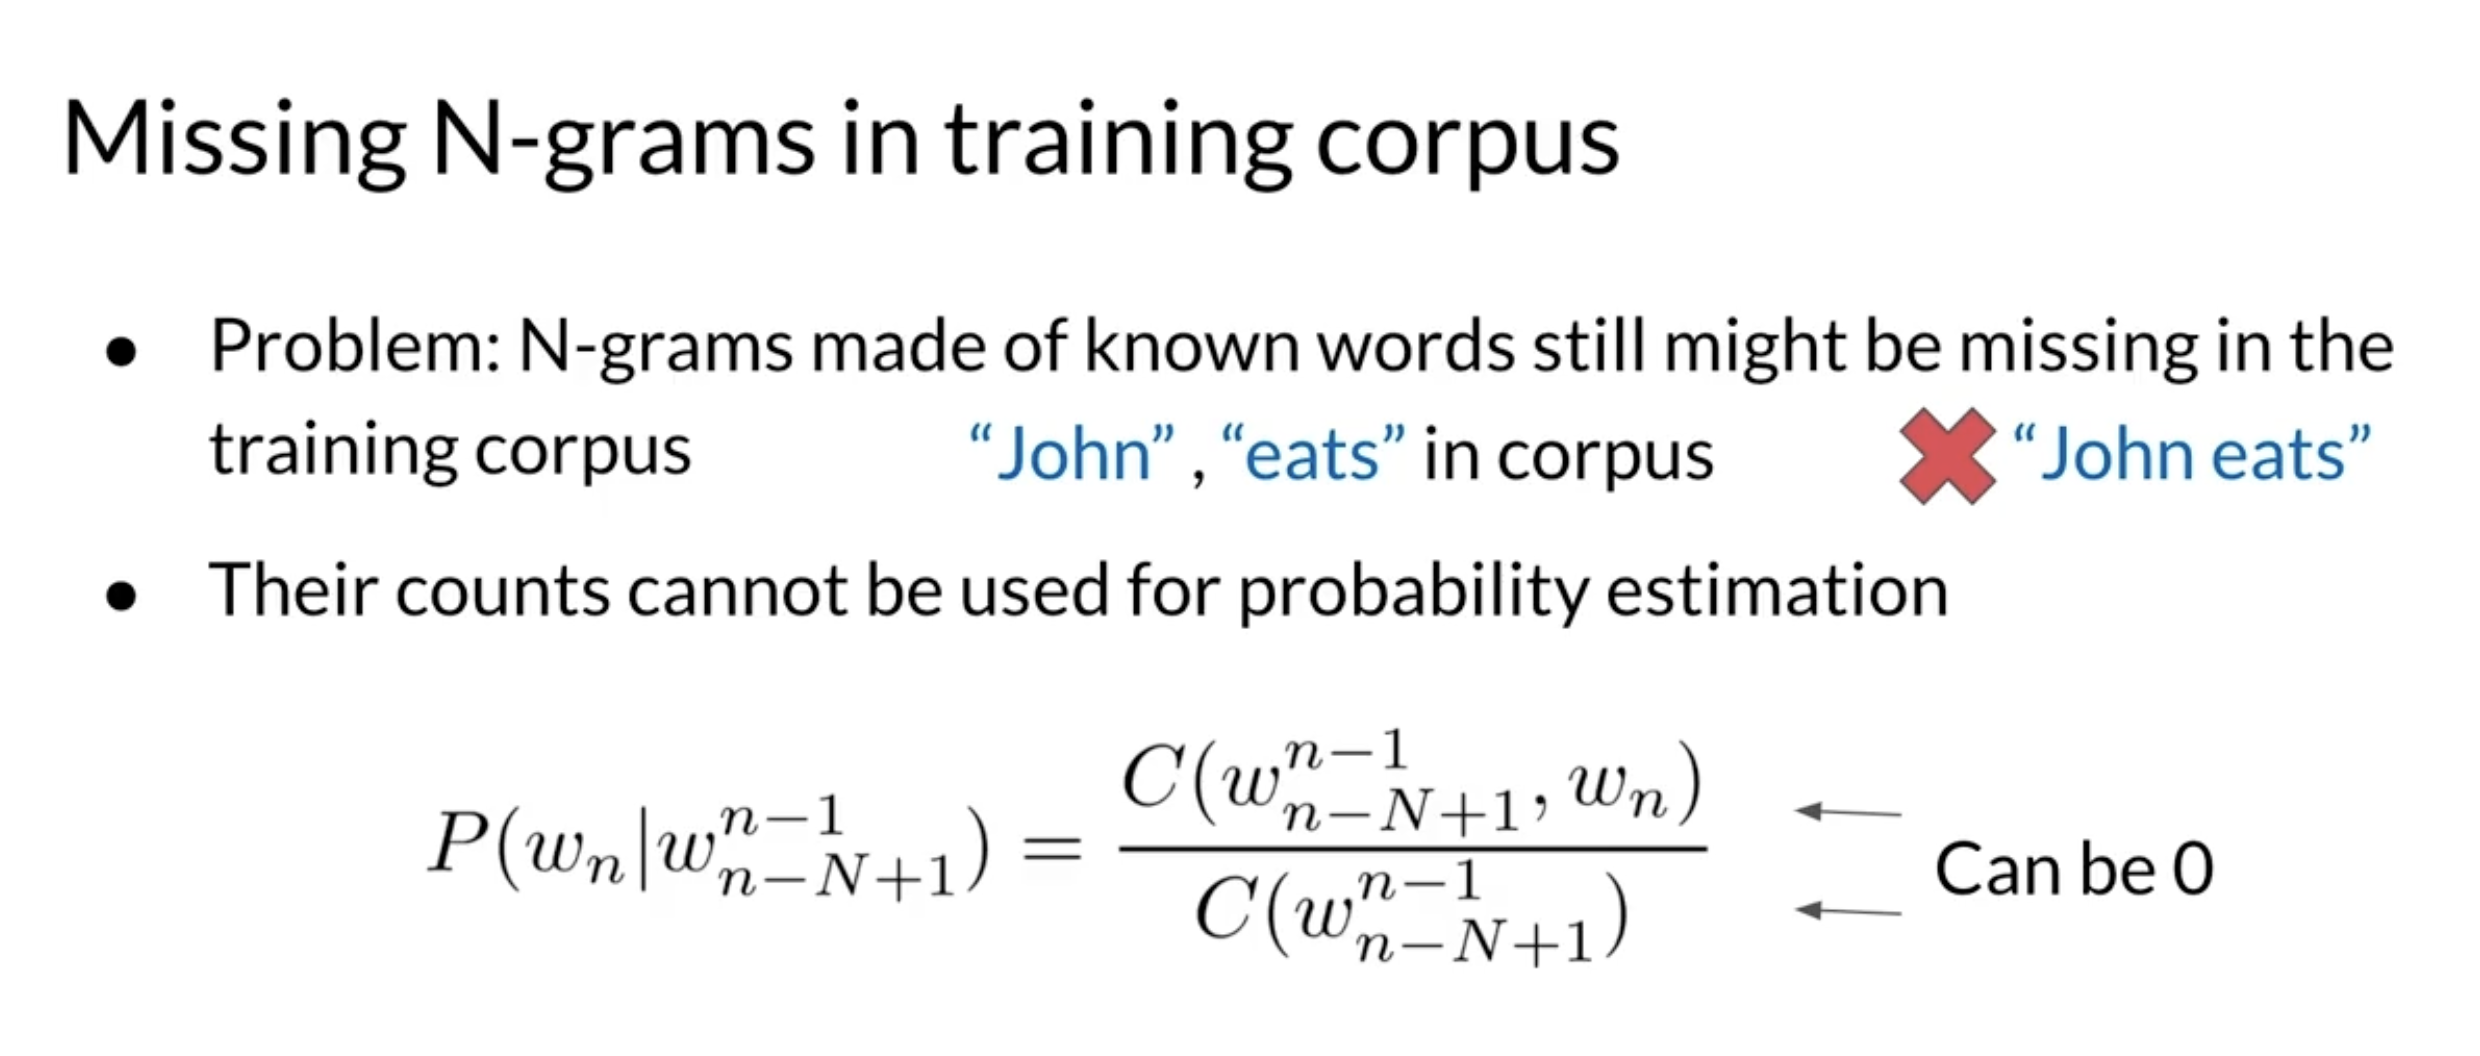 Missing N-grams in training corpus
● Problem: N-grams made of known words still might be missing in the
training corpus “John” , “eats” in corpus “John eats”
● Their counts cannot be used for probability estimation
$P(w_n|w_{n-N+1}^{n-1}) = \frac{C(w_{n-N+1}^{n-1}, w_n)}{C(w_{n-N+1}^{n-1})}$ Can be 0